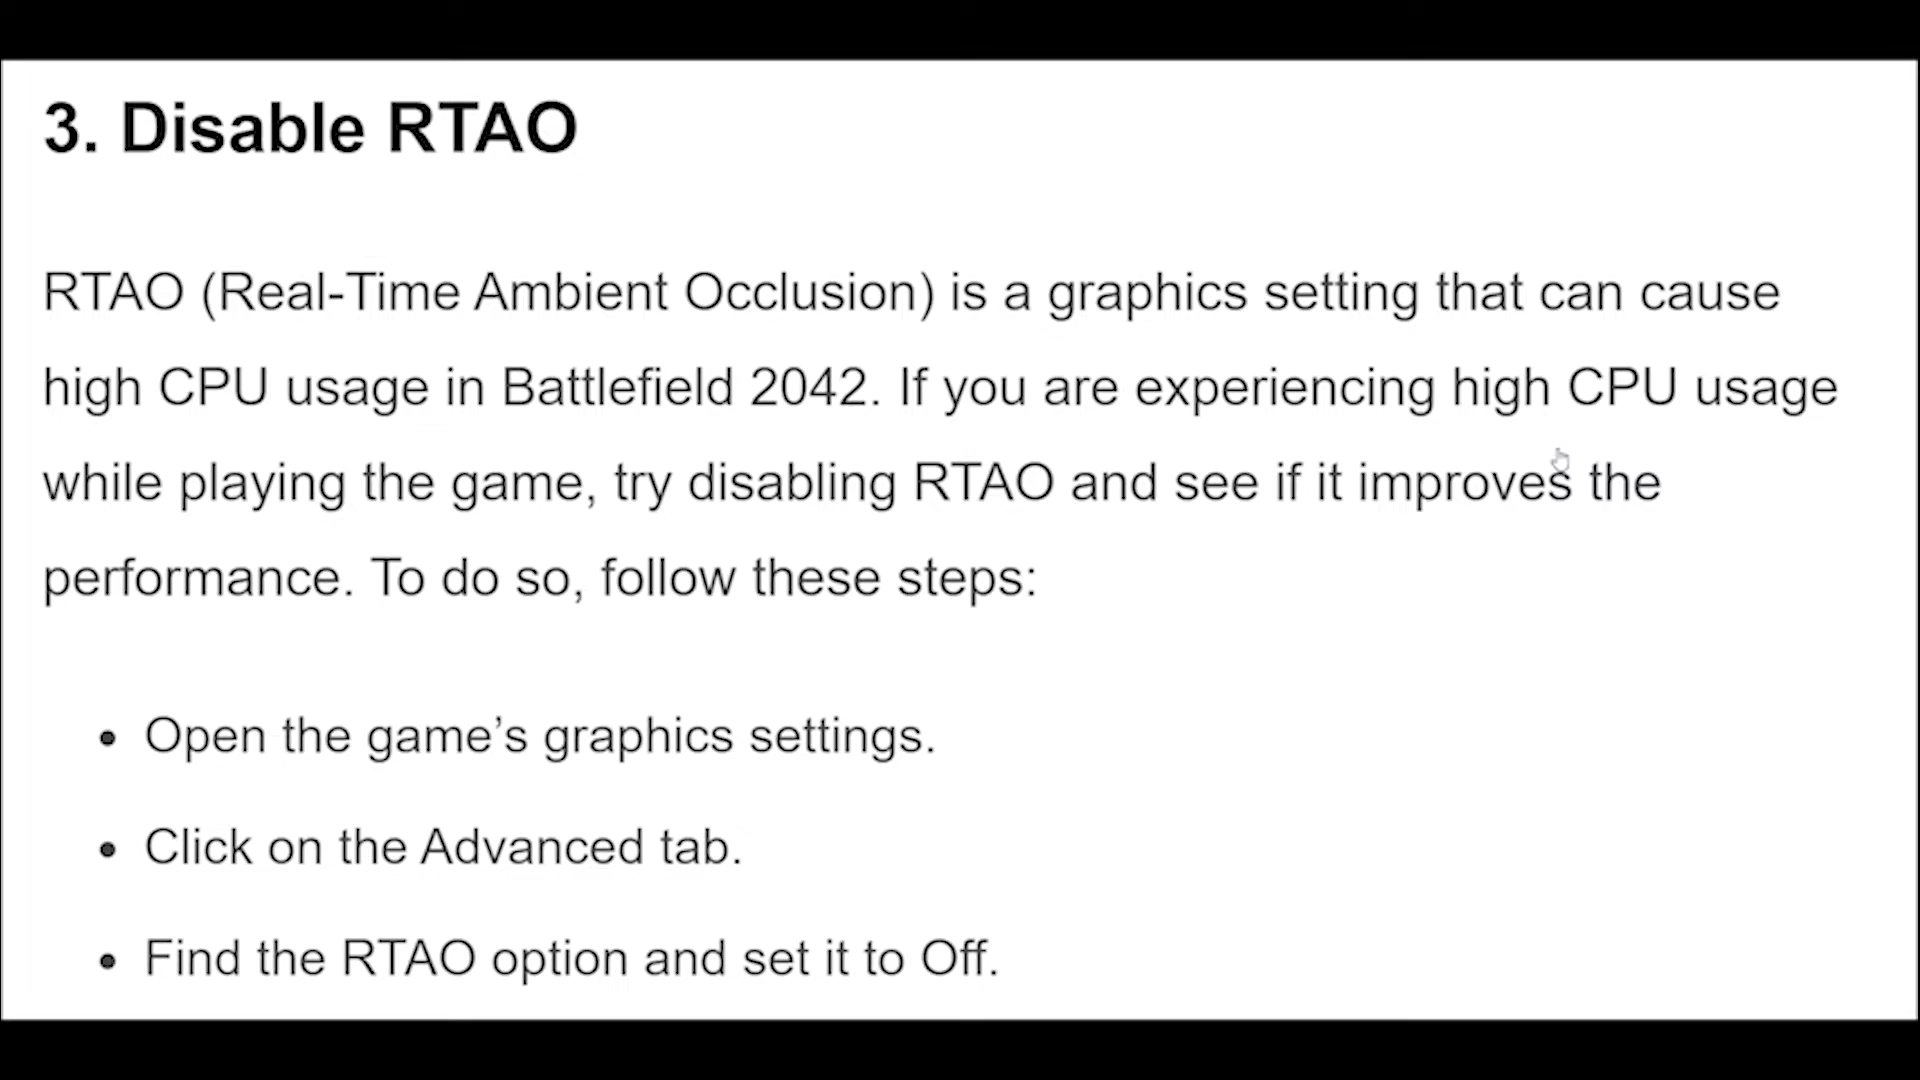 3. Disable RTAO
RTAO (Real-Time Ambient Occlusion) is a graphics setting that can cause
high CPU usage in Battlefield 2042. If you are experiencing high CPU usage
while playing the game, try disabling RTAO and see if it improves the
performance. To do so, follow these steps:
• Open the game’s graphics settings.
• Click on the Advanced tab.
• Find the RTAO option and set it to Off.